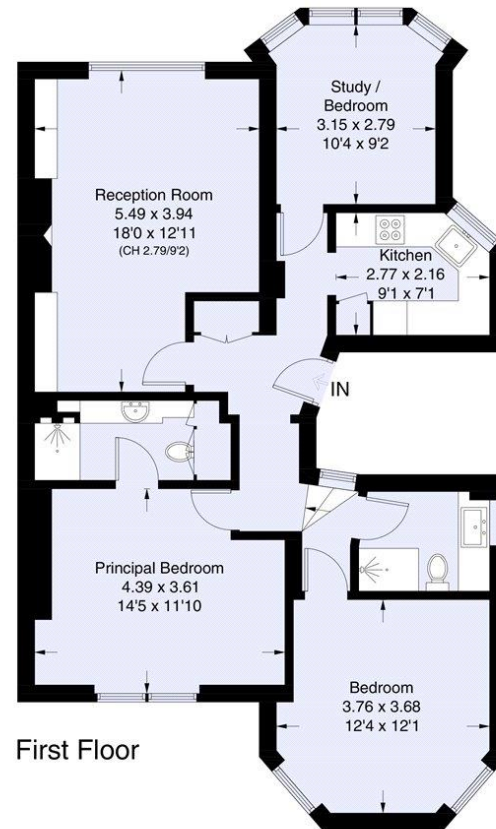 Study /
Bedroom
3.15 x 2.79
10'4 x 9'2
Reception Room
5.49 x 3.94
18'0 x 12'11
(CH 2.79/9'2)
Kitchen
2.77 x 2.16
9'1 x 7'1
IN
Principal Bedroom
4.39 x 3.61
14'5 x 11'10
Bedroom
3.76 x 3.68
12'4 x 12'1
First Floor